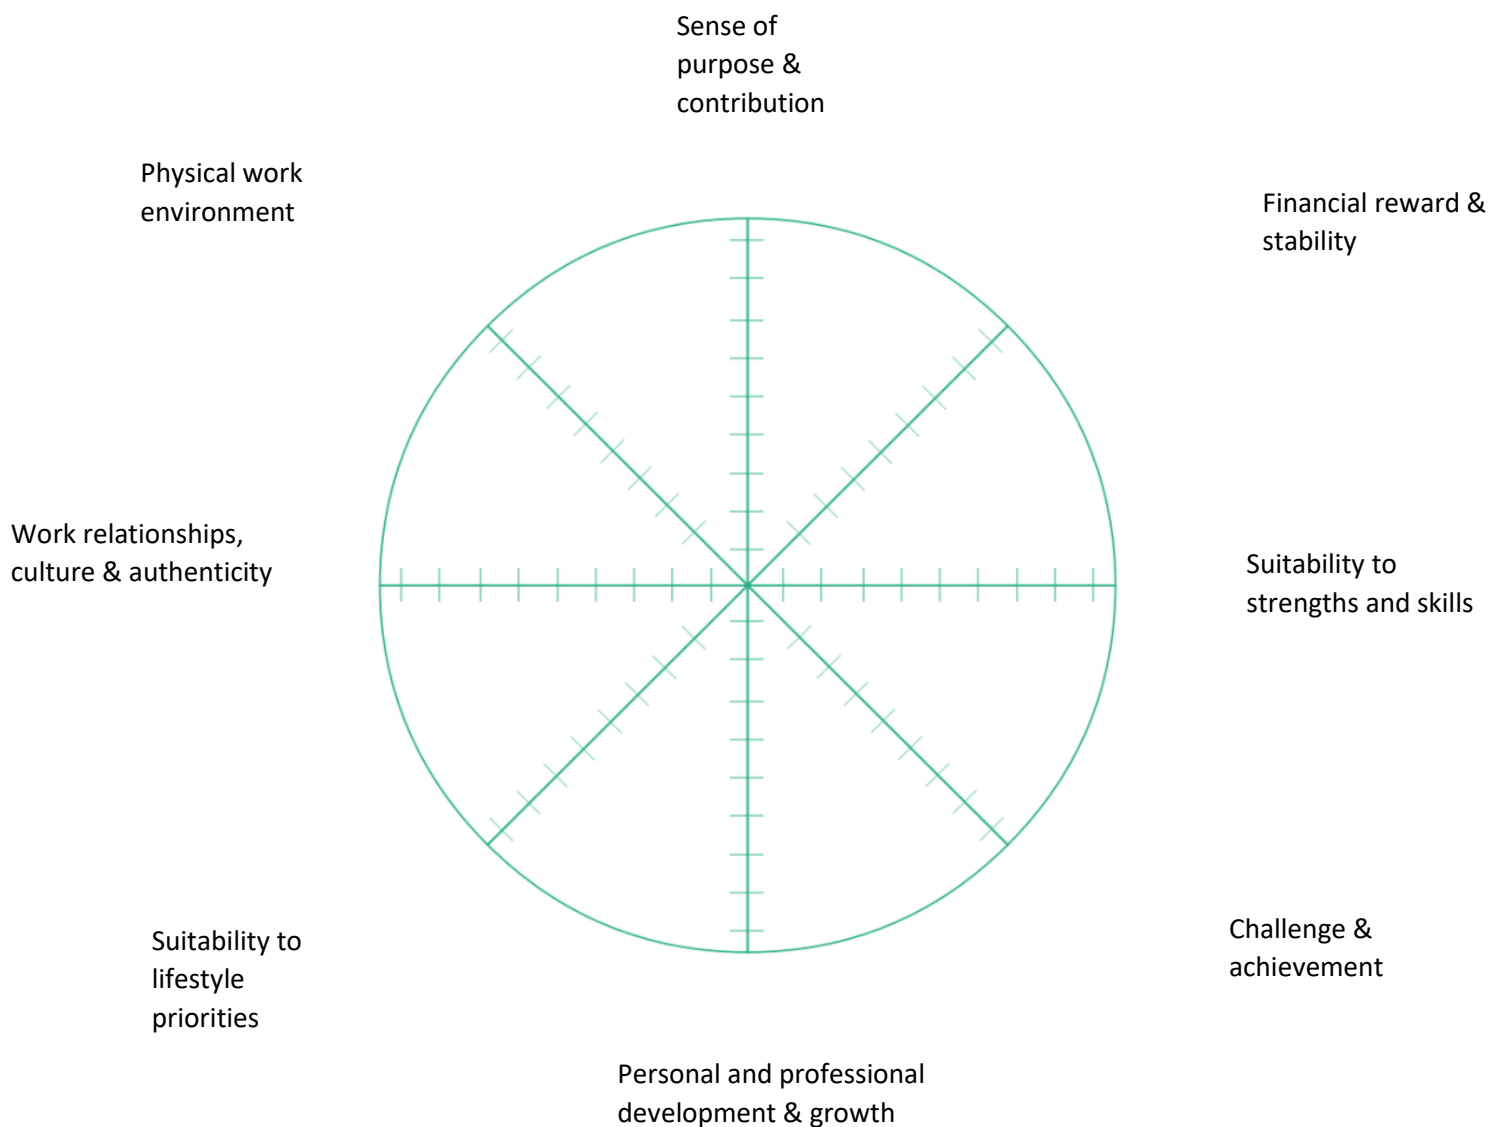 Sense of
purpose &
contribution
Physical work
environment
Financial reward &
stability
Work relationships,
culture & authenticity
Suitability to
strengths and skills
Suitability to
lifestyle
priorities
Challenge &
achievement
Personal and professional
development & growth